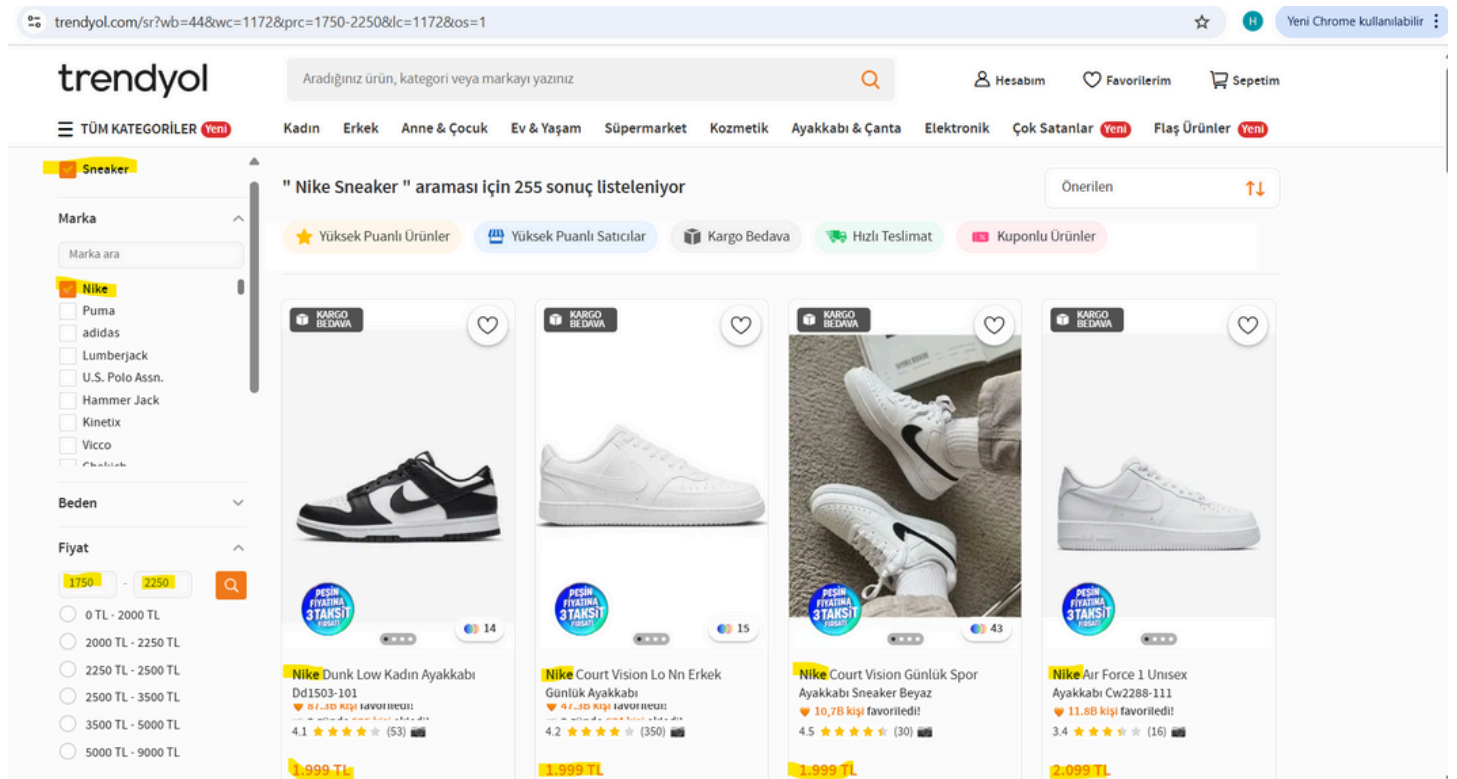 trendyol.com/sr?wb=44&wc=1172&prc=1750-2250&lc=1172&os=1
H
Yeni Chrome kullanılabilir
trendyol
Aradığınız ürün, kategori veya markayı yazınız
Hesabım
Favorilerim
Sepetim
TÜM KATEGORİLER Yeni
Kadın Erkek Anne & Çocuk Ev & Yaşam Süpermarket Kozmetik Ayakkabı & Çanta Elektronik Çok Satanlar Yeni Flaş Ürünler Yeni
Sneaker
Marka
Marka ara
Nike
Puma
adidas
Lumberjack
U.S. Polo Assn.
Hammer Jack
Kinetix
Vicco
Beden
Fiyat
1750 - 2250
0 TL - 2000 TL
2000 TL - 2250 TL
2250 TL - 2500 TL
2500 TL - 3500 TL
3500 TL - 5000 TL
5000 TL - 9000 TL
" Nike Sneaker " araması için 255 sonuç listeleniyor
Önerilen
Yüksek Puanlı Ürünler
Yüksek Puanlı Satıcılar
Kargo Bedava
Hızlı Teslimat
Kuponlu Ürünler
KARGO
BEDAVA
PEŞİN
FİYATINA
3 TAKSİT
FIRSATI
14
Nike Dunk Low Kadın Ayakkabı
Dd1503-101
87.3B kişi favoriledi!
4.1 (53)
1.999 TL
KARGO
BEDAVA
PEŞİN
FİYATINA
3 TAKSİT
FIRSATI
15
Nike Court Vision Lo Nn Erkek
Günlük Ayakkabı
47.3B kişi favoriledi!
4.2 (350)
1.999 TL
KARGO
BEDAVA
PEŞİN
FİYATINA
3 TAKSİT
FIRSATI
43
Nike Court Vision Günlük Spor
Ayakkabı Sneaker Beyaz
10,7B kişi favoriledi!
4.5 (30)
1.999 TL
KARGO
BEDAVA
PEŞİN
FİYATINA
3 TAKSİT
FIRSATI
Nike Air Force 1 Unısex
Ayakkabı Cw2288-111
11.8B kişi favoriledi!
3.4 (16)
2.099 TL